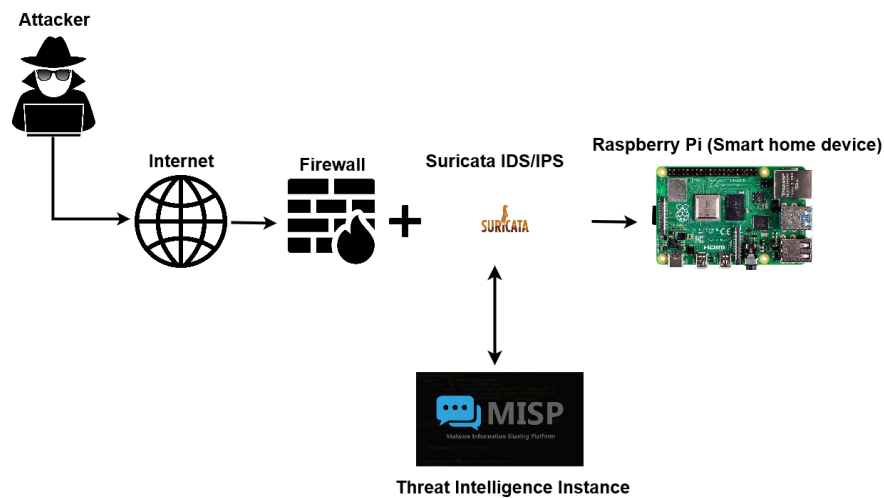 Attacker
Internet
Firewall
Suricata IDS/IPS
Raspberry Pi (Smart home device)
SURICATA
HDMI
MISP
Malware Information Sharing Platform
Threat Intelligence Instance